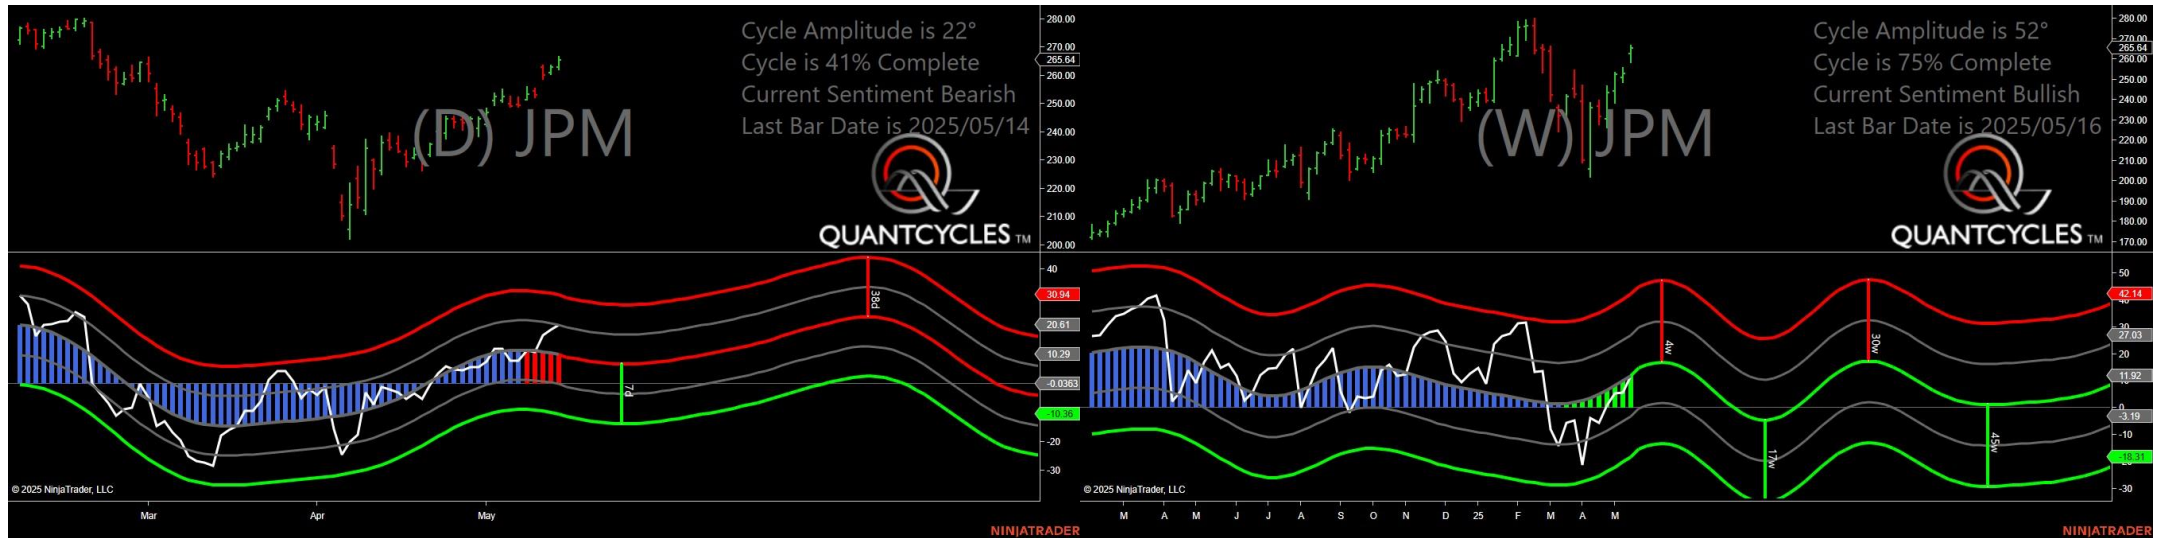 Cycle Amplitude is 22°
Cycle is 41% Complete
Current Sentiment Bearish
Last Bar Date is 2025/05/14
(D) JPM
QUANTCYCLES TM
280.00
270.00
265.64
260.00
250.00
240.00
230.00
220.00
210.00
200.00
40
30.94
20.61
10.29
-0.0363
-10.36
-20
-30
38d
7d
© 2025 NinjaTrader, LLC
Mar
Apr
May
NINJATRADER
Cycle Amplitude is 52°
Cycle is 75% Complete
Current Sentiment Bullish
Last Bar Date is 2025/05/16
(W) JPM
QUANTCYCLES TM
280.00
270.00
265.64
260.00
250.00
240.00
230.00
220.00
210.00
200.00
190.00
180.00
170.00
50
42.14
40
30
27.03
20
11.92
0
-3.19
-10
-18.31
-30
4w
17w
30w
45w
© 2025 NinjaTrader, LLC
M A M J J A S O N D 25 F M A M
NINJATRADER